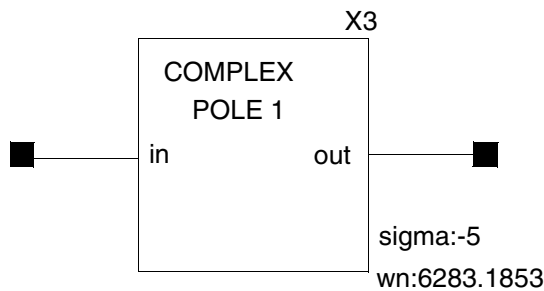 X3
COMPLEX
POLE 1
in
out
sigma:-5
wn:6283.1853